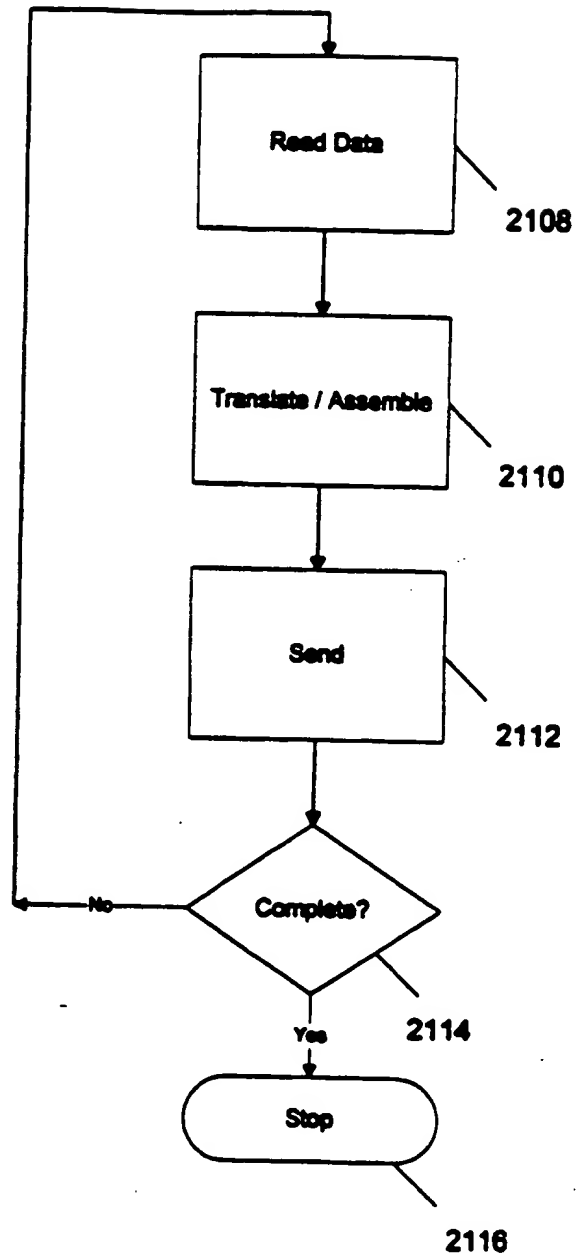 Read Data
2108
Translate / Assemble
2110
Send
2112
Complete?
No
2114
Yes
Stop
2116